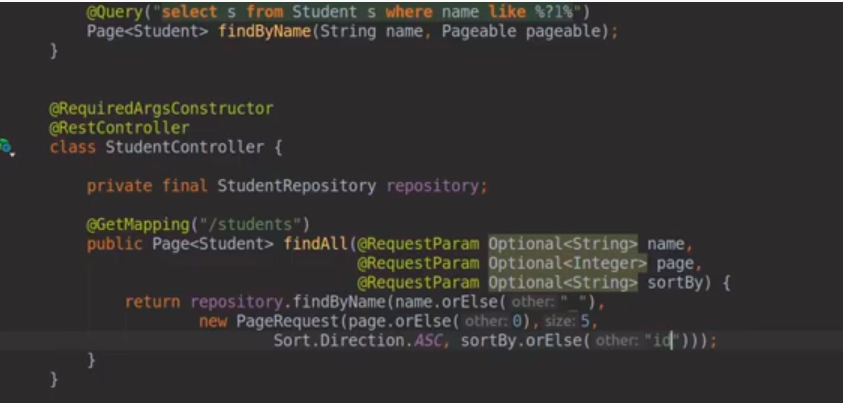 @Query("select s from Student s where name like %?1%")
Page<Student> findByName(String name, Pageable pageable);
}
@RequiredArgsConstructor
@RestController
class StudentController {
private final StudentRepository repository;
@GetMapping("/students")
public Page<Student> findAll(@RequestParam Optional<String> name,
@RequestParam Optional<Integer> page,
@RequestParam Optional<String> sortBy) {
return repository.findByName(name.orElse( other: "_"),
new PageRequest(page.orElse( other: 0), size: 5,
Sort.Direction.ASC, sortBy.orElse( other: "id")));
}
}